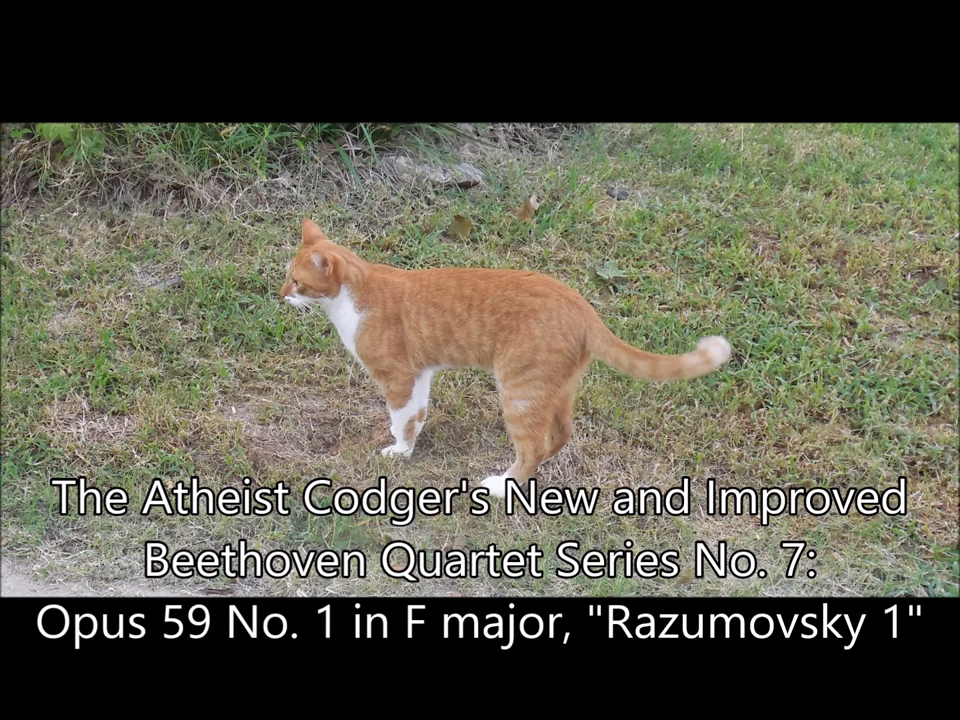 The Atheist Codger's New and Improved
Beethoven Quartet Series No. 7:
Opus 59 No. 1 in F major, "Razumovsky 1"